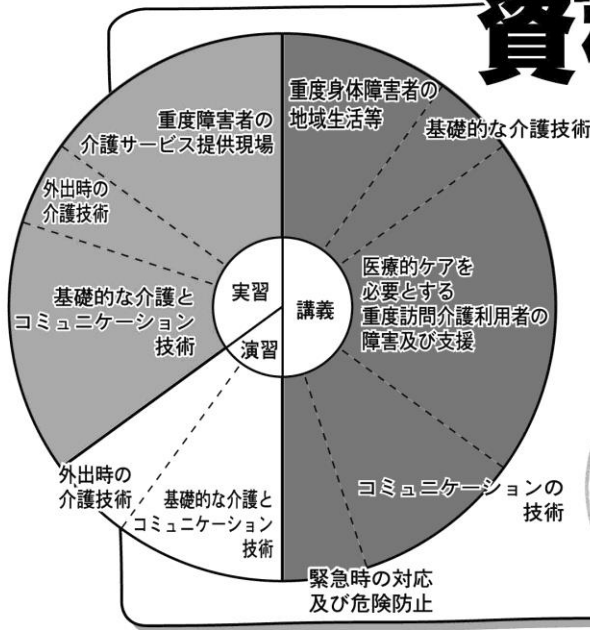 資
重度身体障害者の
地域生活等
基礎的な介護技術
医療的ケアを
必要とする
重度訪問介護利用者の
障害及び支援
コミュニケーションの
技術
緊急時の対応
及び危険防止
講義
実習
演習
重度障害者の
介護サービス提供現場
外出時の
介護技術
基礎的な介護と
コミュニケーション
技術
外出時の
介護技術
基礎的な介護と
コミュニケーション
技術